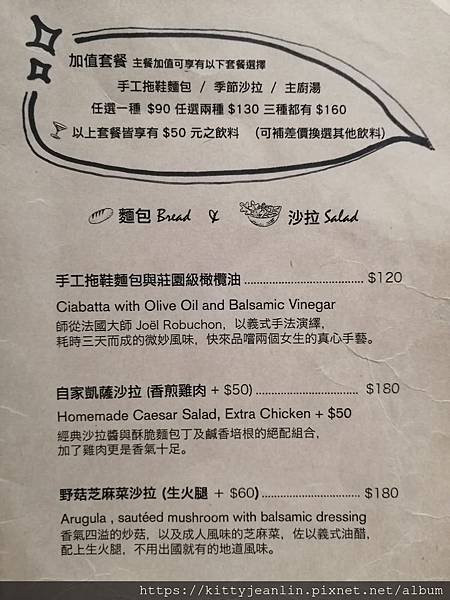 加值套餐 主餐加值可享有以下套餐選擇
手工拖鞋麵包 / 季節沙拉 / 主廚湯
任選一種 $90 任選兩種 $130 三種都有 $160
以上套餐皆享有 $50 元之飲料 (可補差價換選其他飲料)
麵包 Bread & 沙拉 Salad
手工拖鞋麵包與莊園級橄欖油 ...................................... $120
Ciabatta with Olive Oil and Balsamic Vinegar
師從法國大師 Joël Robuchon，以義式手法演繹，
耗時三天而成的微妙風味，快來品嚐兩個女生的真心手藝。
自家凱薩沙拉 (香煎雞肉 + $50) ................................. $180
Homemade Caesar Salad, Extra Chicken + $50
經典沙拉醬與酥脆麵包丁及鹹香培根的絕配組合，
加了雞肉更是香氣十足。
野菇芝麻菜沙拉 (生火腿 + $60) ................................ $180
Arugula , sautéed mushroom with balsamic dressing
香氣四溢的炒菇，以及成人風味的芝麻菜，佐以義式油醋，
配上生火腿，不用出國就有的地道風味。
https://kittyjeanlin.pixnet.net/album